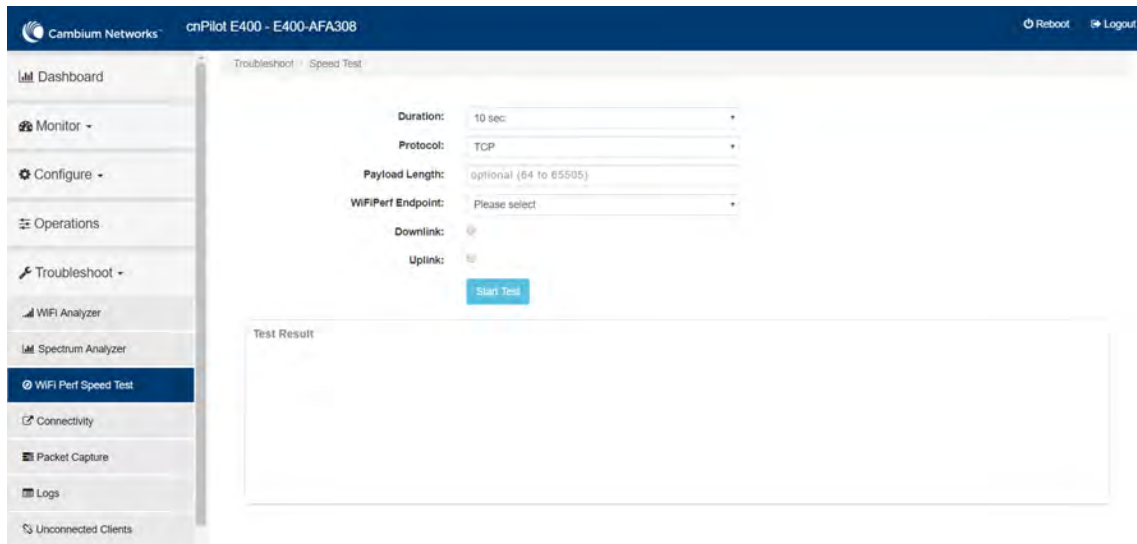 Cambium Networks™
cnPilot E400 - E400-AFA308
Reboot
Logout
Dashboard
Monitor
Configure
Operations
Troubleshoot
WiFi Analyzer
Spectrum Analyzer
WiFi Perf Speed Test
Connectivity
Packet Capture
Logs
Unconnected Clients
Troubleshoot / Speed Test
Duration: 10 sec
Protocol: TCP
Payload Length: optional (64 to 65505)
WiFiPerf Endpoint: Please select
Downlink:
Uplink:
Start Test
Test Result